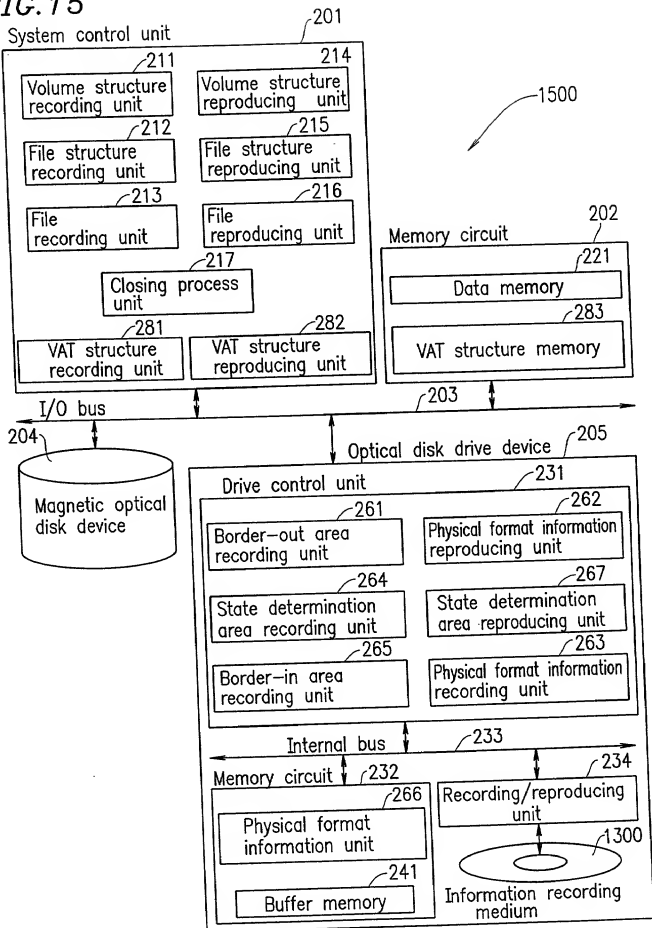 FIG.15
201
System control unit
211
214
Volume structure
recording unit
Volume structure
reproducing unit
212
215
File structure
recording unit
File structure
reproducing unit
213
216
File
recording unit
File
reproducing unit
217
Closing process
unit
281
282
VAT structure
recording unit
VAT structure
reproducing unit
1500
202
Memory circuit
221
Data memory
283
VAT structure memory
I/O bus
203
204
Magnetic optical
disk device
205
Optical disk drive device
231
Drive control unit
261
262
Border-out area
recording unit
Physical format information
reproducing unit
264
267
State determination
area recording unit
State determination
area reproducing unit
265
263
Border-in area
recording unit
Physical format information
recording unit
Internal bus
233
Memory circuit
232
234
266
Physical format
information unit
Recording/reproducing
unit
241
Buffer memory
1300
Information recording
medium